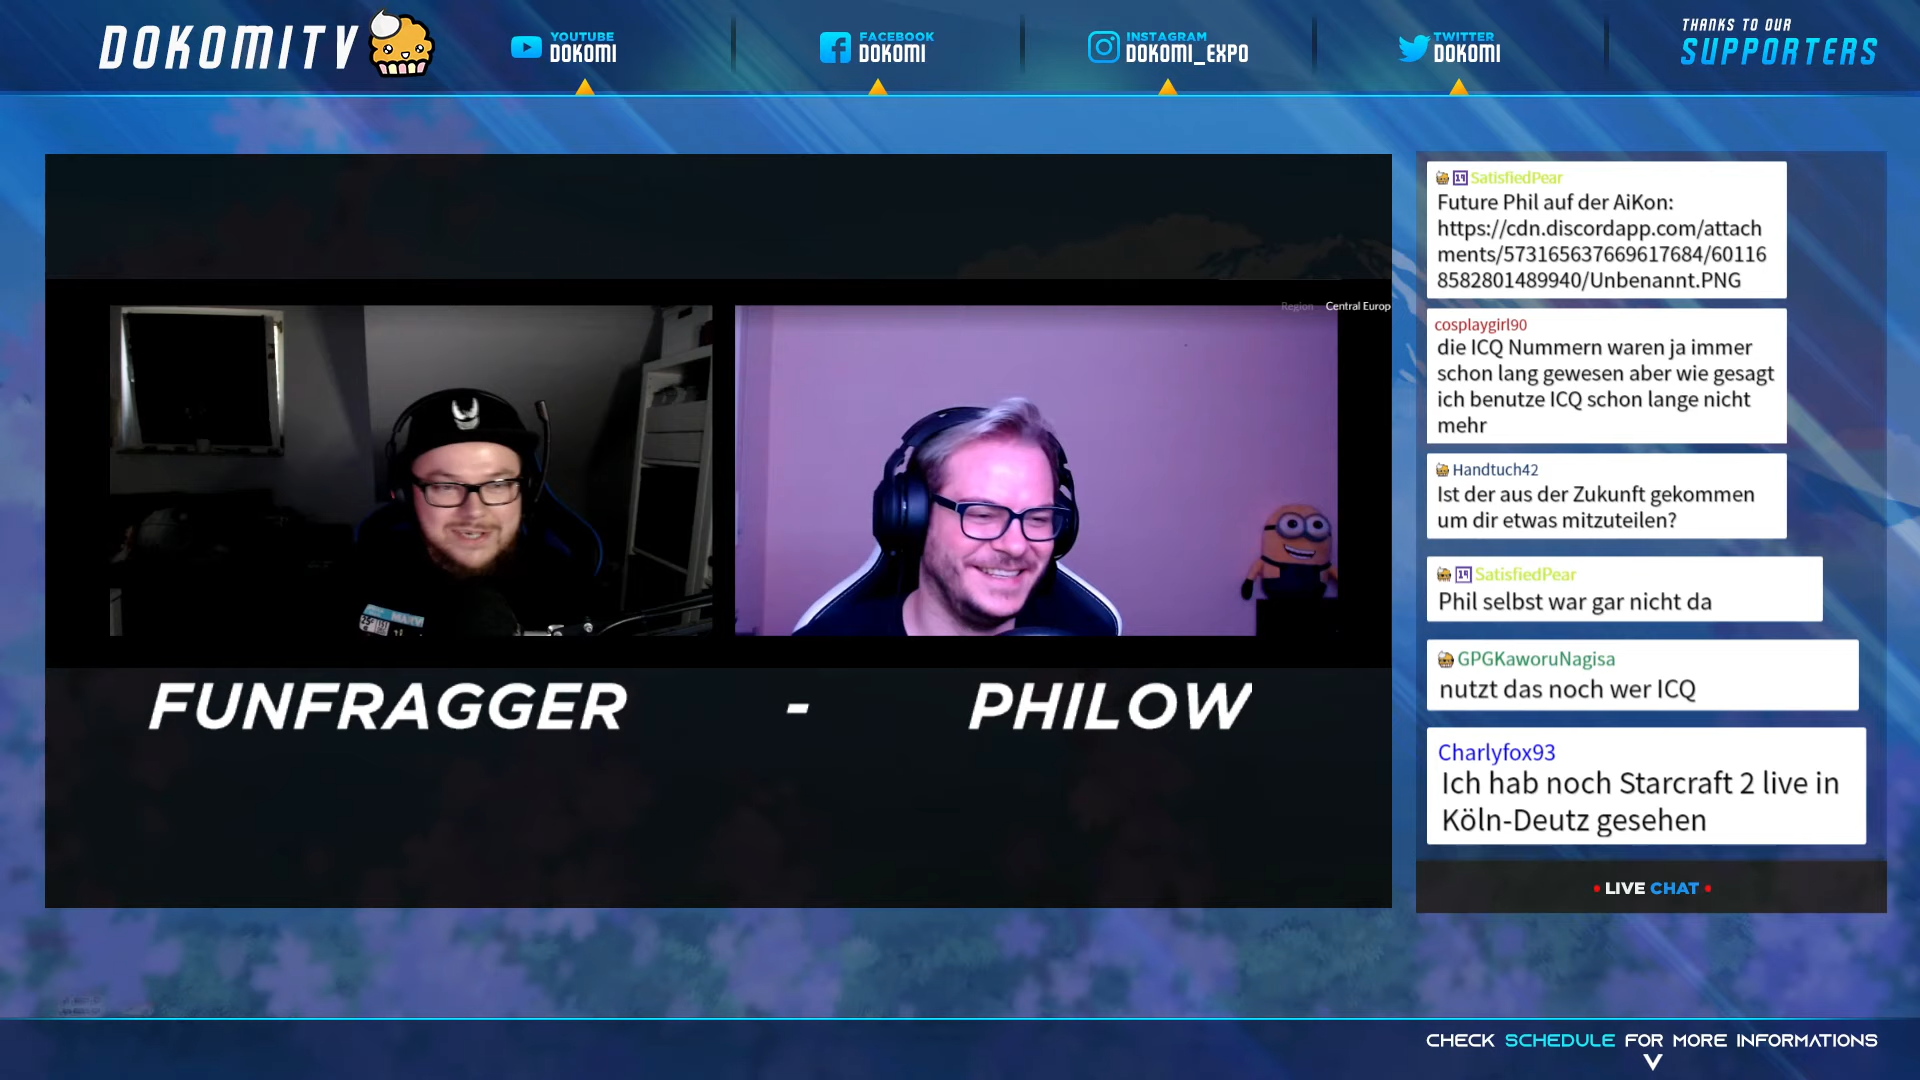 DOKOMITV
YOUTUBE
DOKOMI
FACEBOOK
DOKOMI
INSTAGRAM
DOKOMI_EXPO
TWITTER
DOKOMI
THANKS TO OUR
SUPPORTERS
Region Central Europ
FUNFRAGGER - PHILOW
SatisfiedPear
Future Phil auf der AiKon:
https://cdn.discordapp.com/attach
ments/573165637669617684/60116
8582801489940/Unbenannt.PNG
cosplaygirl90
die ICQ Nummern waren ja immer
schon lang gewesen aber wie gesagt
ich benutze ICQ schon lange nicht
mehr
Handtuch42
Ist der aus der Zukunft gekommen
um dir etwas mitzuteilen?
SatisfiedPear
Phil selbst war gar nicht da
GPGKaworuNagisa
nutzt das noch wer ICQ
Charlyfox93
Ich hab noch Starcraft 2 live in
Köln-Deutz gesehen
• LIVE CHAT •
CHECK SCHEDULE FOR MORE INFORMATIONS